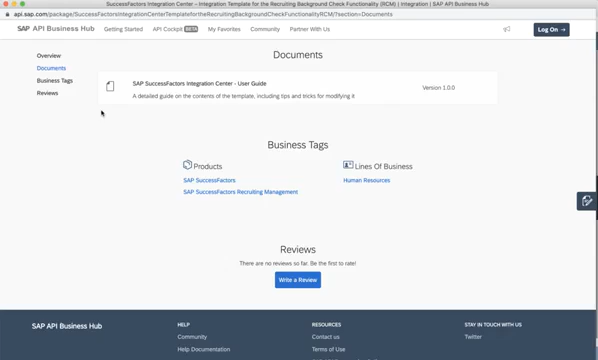 SuccessFactors Integration Center – Integration Template for the Recruiting Background Check Functionality (RCM) | Integration | SAP API Business Hub
api.sap.com/package/SuccessFactorsIntegrationCenterTemplatefortheRecruitingBackgroundCheckFunctionalityRCM/?section=Documents
SAP API Business Hub Getting Started API Cockpit BETA My Favorites Community Partner With Us Log On →
Overview
Documents
Business Tags
Reviews
Documents
SAP SuccessFactors Integration Center - User Guide
A detailed guide on the contents of the template, including tips and tricks for modifying it
Version 1.0.0
Business Tags
Products
SAP SuccessFactors
SAP SuccessFactors Recruiting Management
Lines Of Business
Human Resources
Reviews
There are no reviews so far. Be the first to rate!
Write a Review
SAP API Business Hub
HELP
Community
Help Documentation
RESOURCES
Contact us
Terms of Use
STAY IN TOUCH WITH US
Twitter